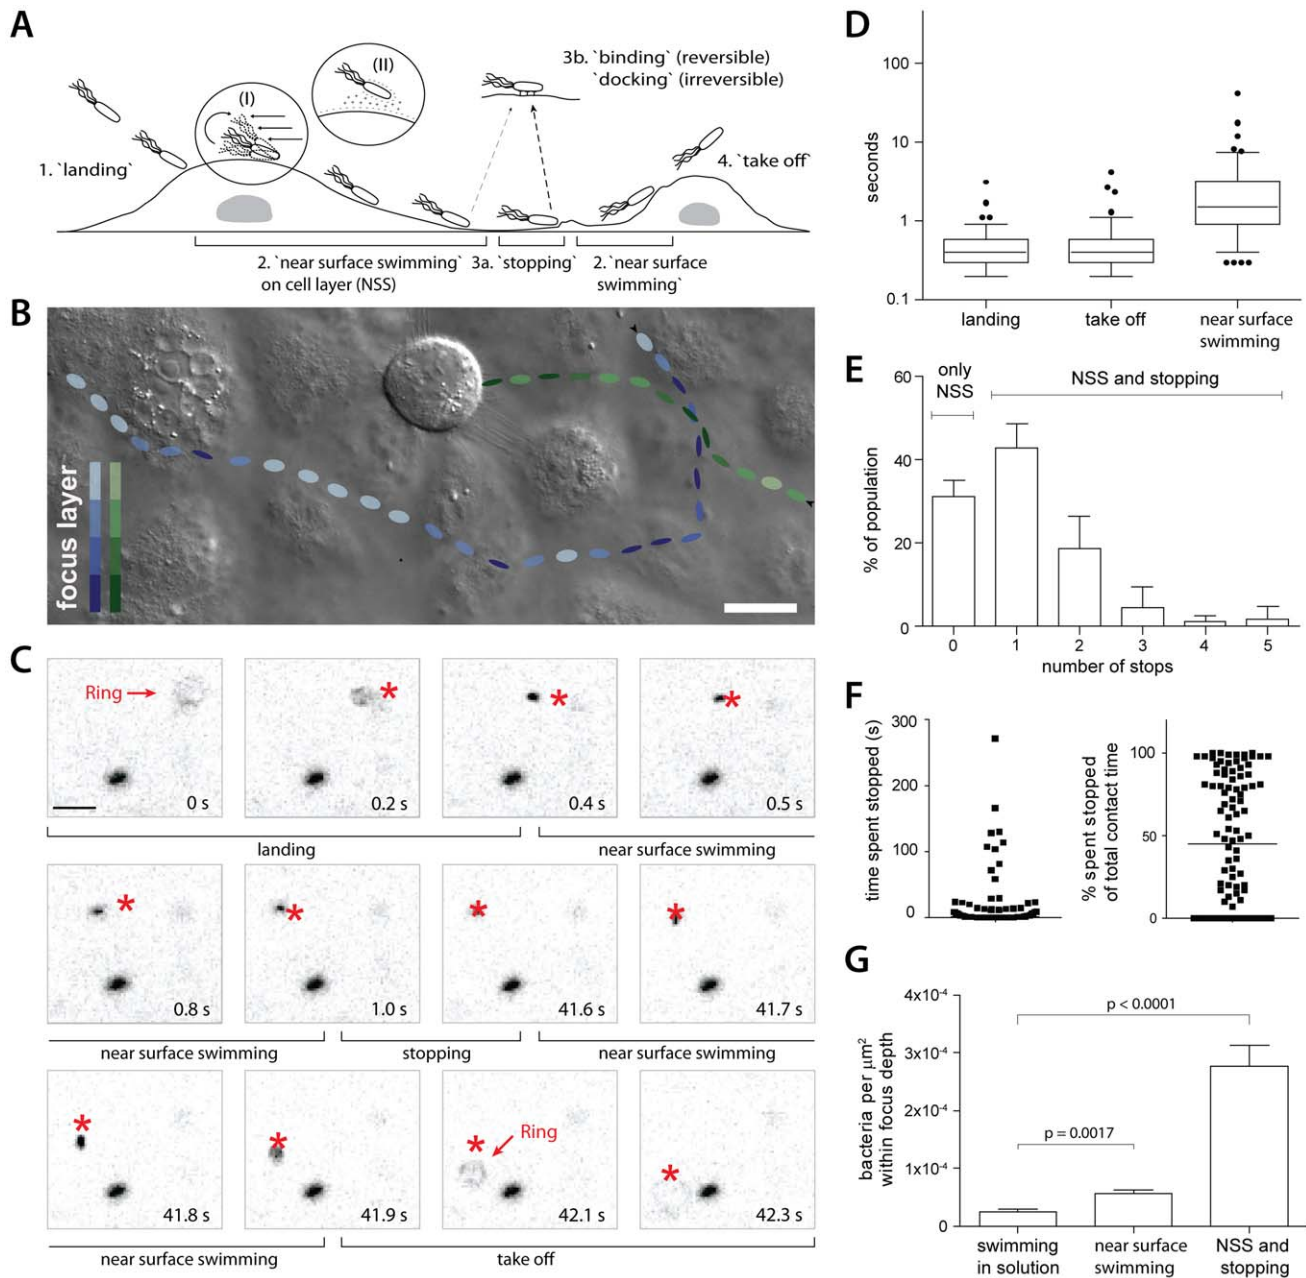 A
(I)
(II)
3b. `binding` (reversible)
`docking` (irreversible)
1. `landing`
4. `take off`
2. `near surface swimming`
on cell layer (NSS)
3a. `stopping`
2. `near surface
swimming`
B
focus layer
C
Ring
0 s
0.2 s
0.4 s
0.5 s
landing
near surface swimming
0.8 s
1.0 s
41.6 s
41.7 s
near surface swimming
stopping
near surface swimming
41.8 s
41.9 s
Ring
42.1 s
42.3 s
near surface swimming
take off
D
seconds
100
10
1
0.1
landing
take off
near surface
swimming
E
only
NSS
NSS and stopping
% of population
60
40
20
0
0
1
2
3
4
5
number of stops
F
time spent stopped (s)
300
200
100
0
% spent stopped
of total contact time
100
50
0
G
bacteria per μm²
within focus depth
4x10⁻⁴
3x10⁻⁴
2x10⁻⁴
1x10⁻⁴
0
p < 0.0001
p = 0.0017
swimming
in solution
near surface
swimming
NSS and
stopping